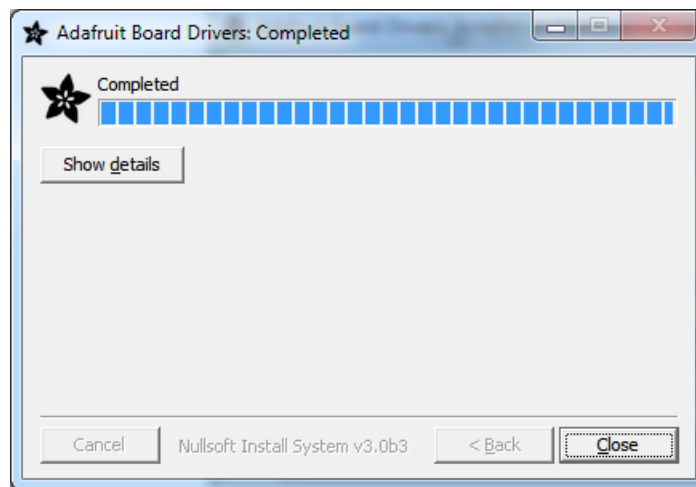 Adafruit Board Drivers: Completed
Completed
Show details
Cancel
Nullsoft Install System v3.0b3
< Back
Close